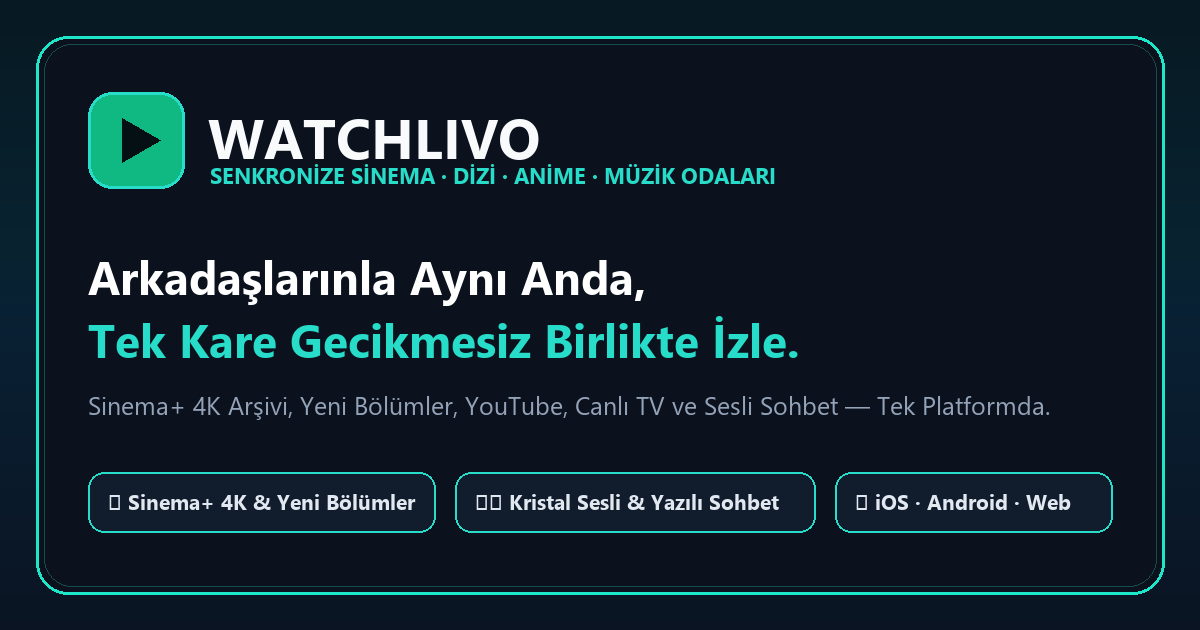 WATCHLIVO
SENKRONİZE SİNEMA · DİZİ · ANİME · MÜZİK ODALARI
Arkadaşlarınla Aynı Anda,
Tek Kare Gecikmesiz Birlikte İzle.
Sinema+ 4K Arşivi, Yeni Bölümler, YouTube, Canlı TV ve Sesli Sohbet — Tek Platformda.
Sinema+ 4K & Yeni Bölümler
Kristal Sesli & Yazılı Sohbet
iOS · Android · Web